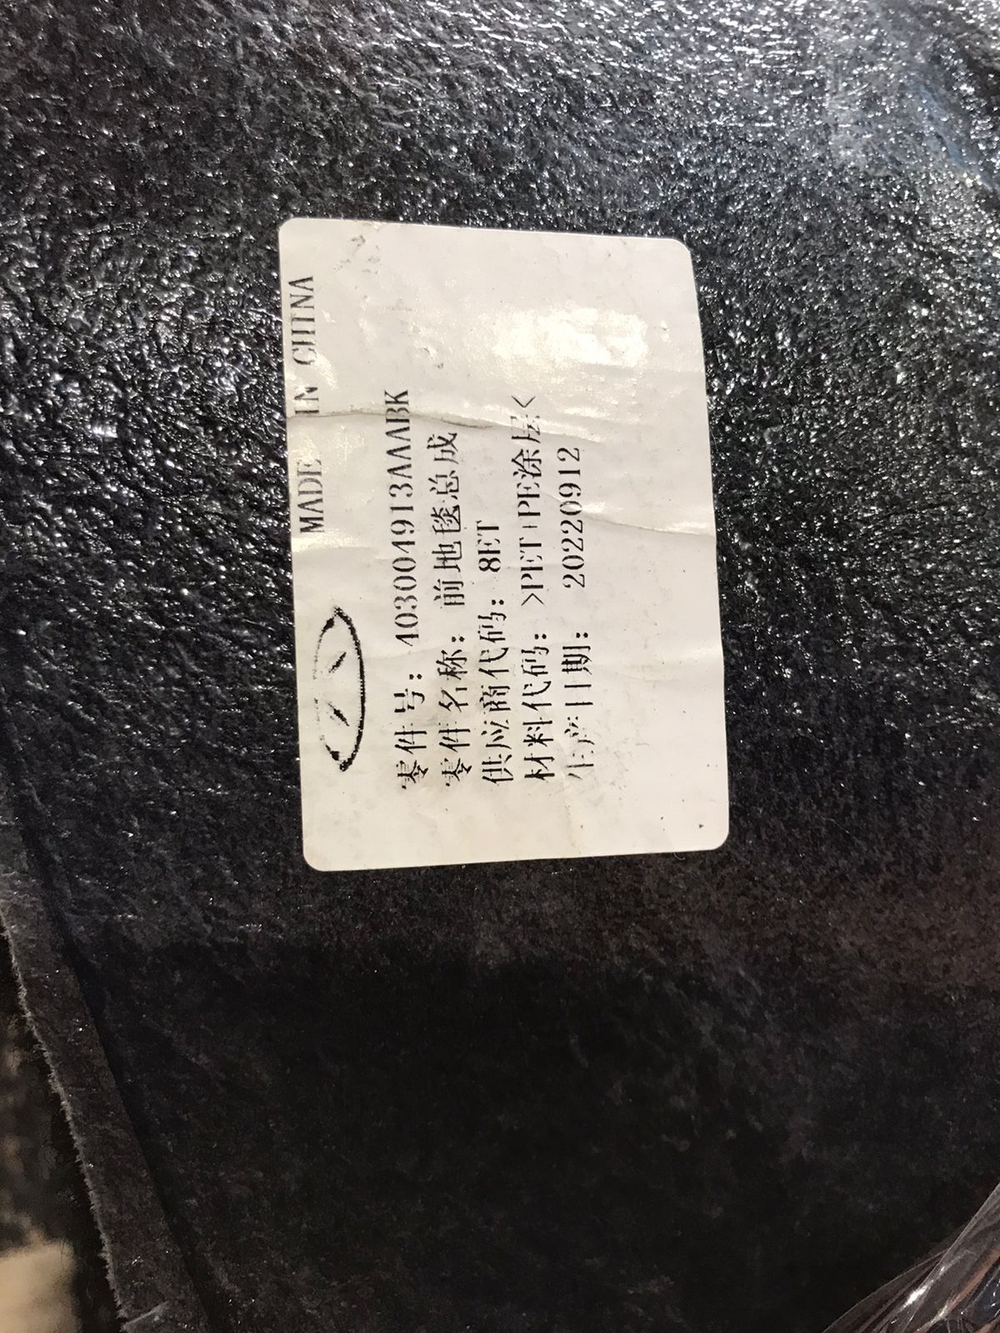 MADE IN CHINA
零件号: 403004913AAABK
零件名称: 前地毯总成
供应商代码: 8ET
材料代码: >PET+PE涂层<
生产日期: 20220912